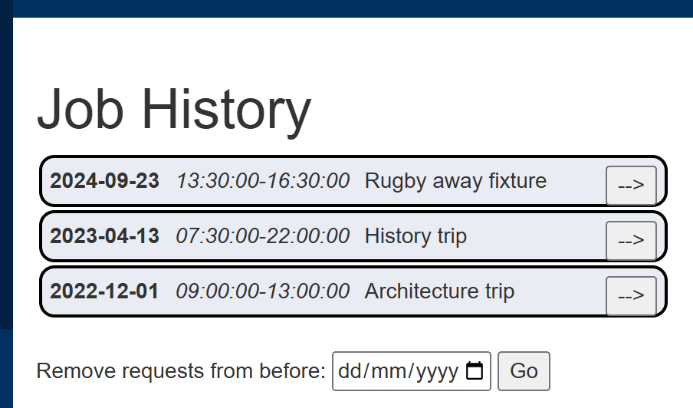 Job History
2024-09-23 13:30:00-16:30:00 Rugby away fixture -->
2023-04-13 07:30:00-22:00:00 History trip -->
2022-12-01 09:00:00-13:00:00 Architecture trip -->
Remove requests from before: dd/mm/yyyy Go